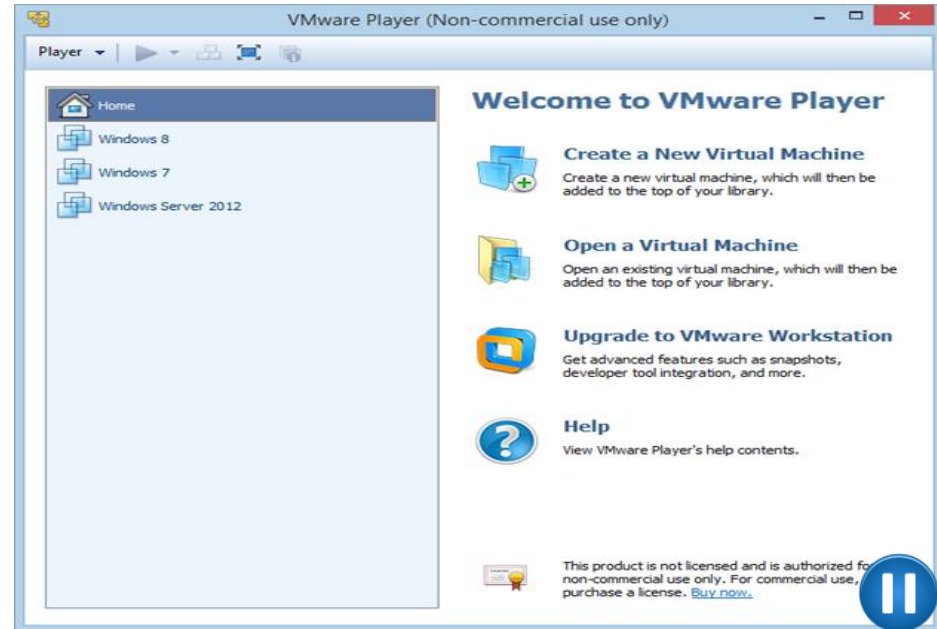 VMware Player (Non-commercial use only)
Player
Home
Windows 8
Windows 7
Windows Server 2012
Welcome to VMware Player
Create a New Virtual Machine
Create a new virtual machine, which will then be
added to the top of your library.
Open a Virtual Machine
Open an existing virtual machine, which will then be
added to the top of your library.
Upgrade to VMware Workstation
Get advanced features such as snapshots,
developer tool integration, and more.
Help
View VMware Player's help contents.
This product is not licensed and is authorized
non-commercial use only. For commercial use,
purchase a license. Buy now.